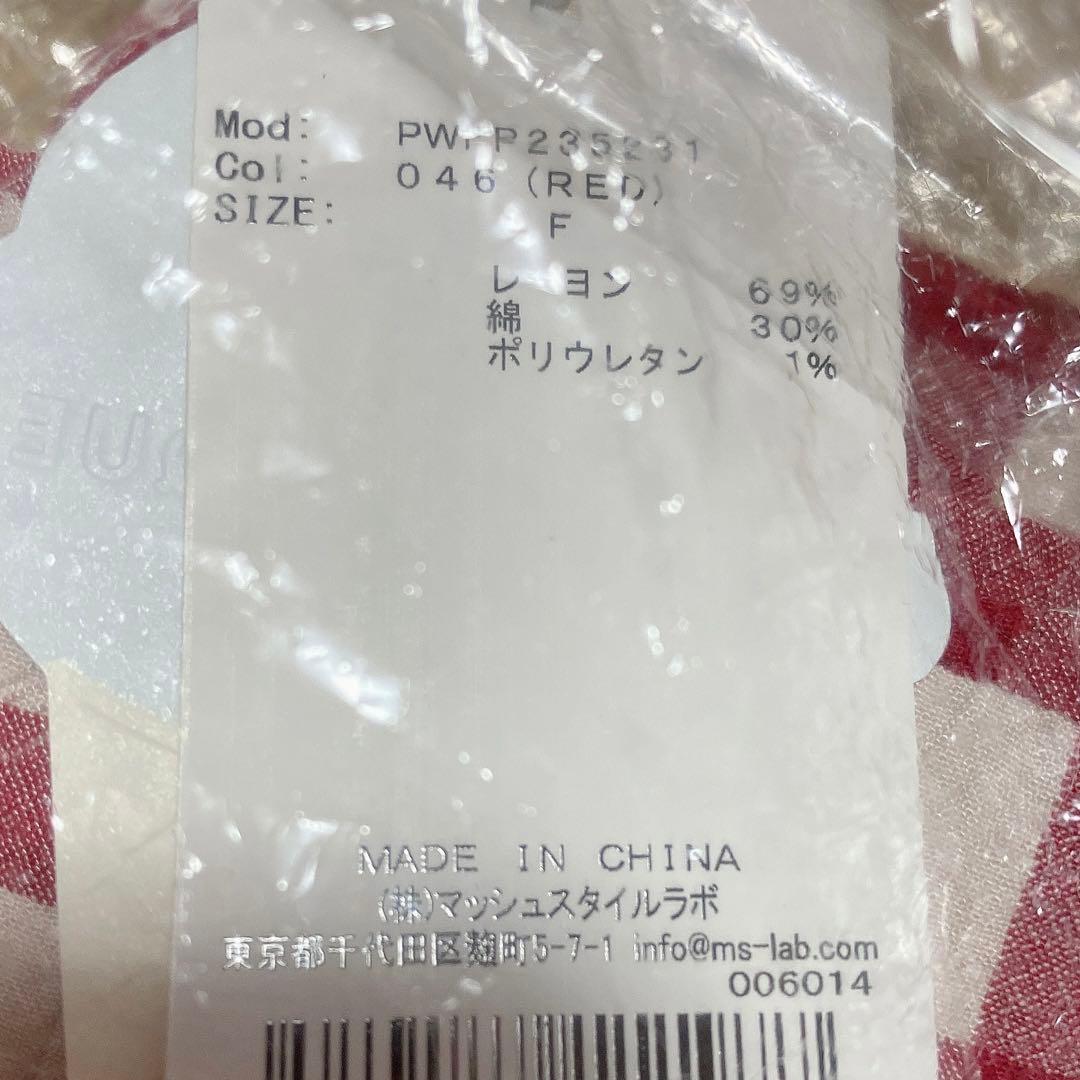 Mod: PWFP235231
Col: 046 (RED)
SIZE: F
レーヨン 69%
綿 30%
ポリウレタン 1%
MADE IN CHINA
(株)マッシュスタイルラボ
東京都千代田区麹町5-7-1 info@ms-lab.com
006014